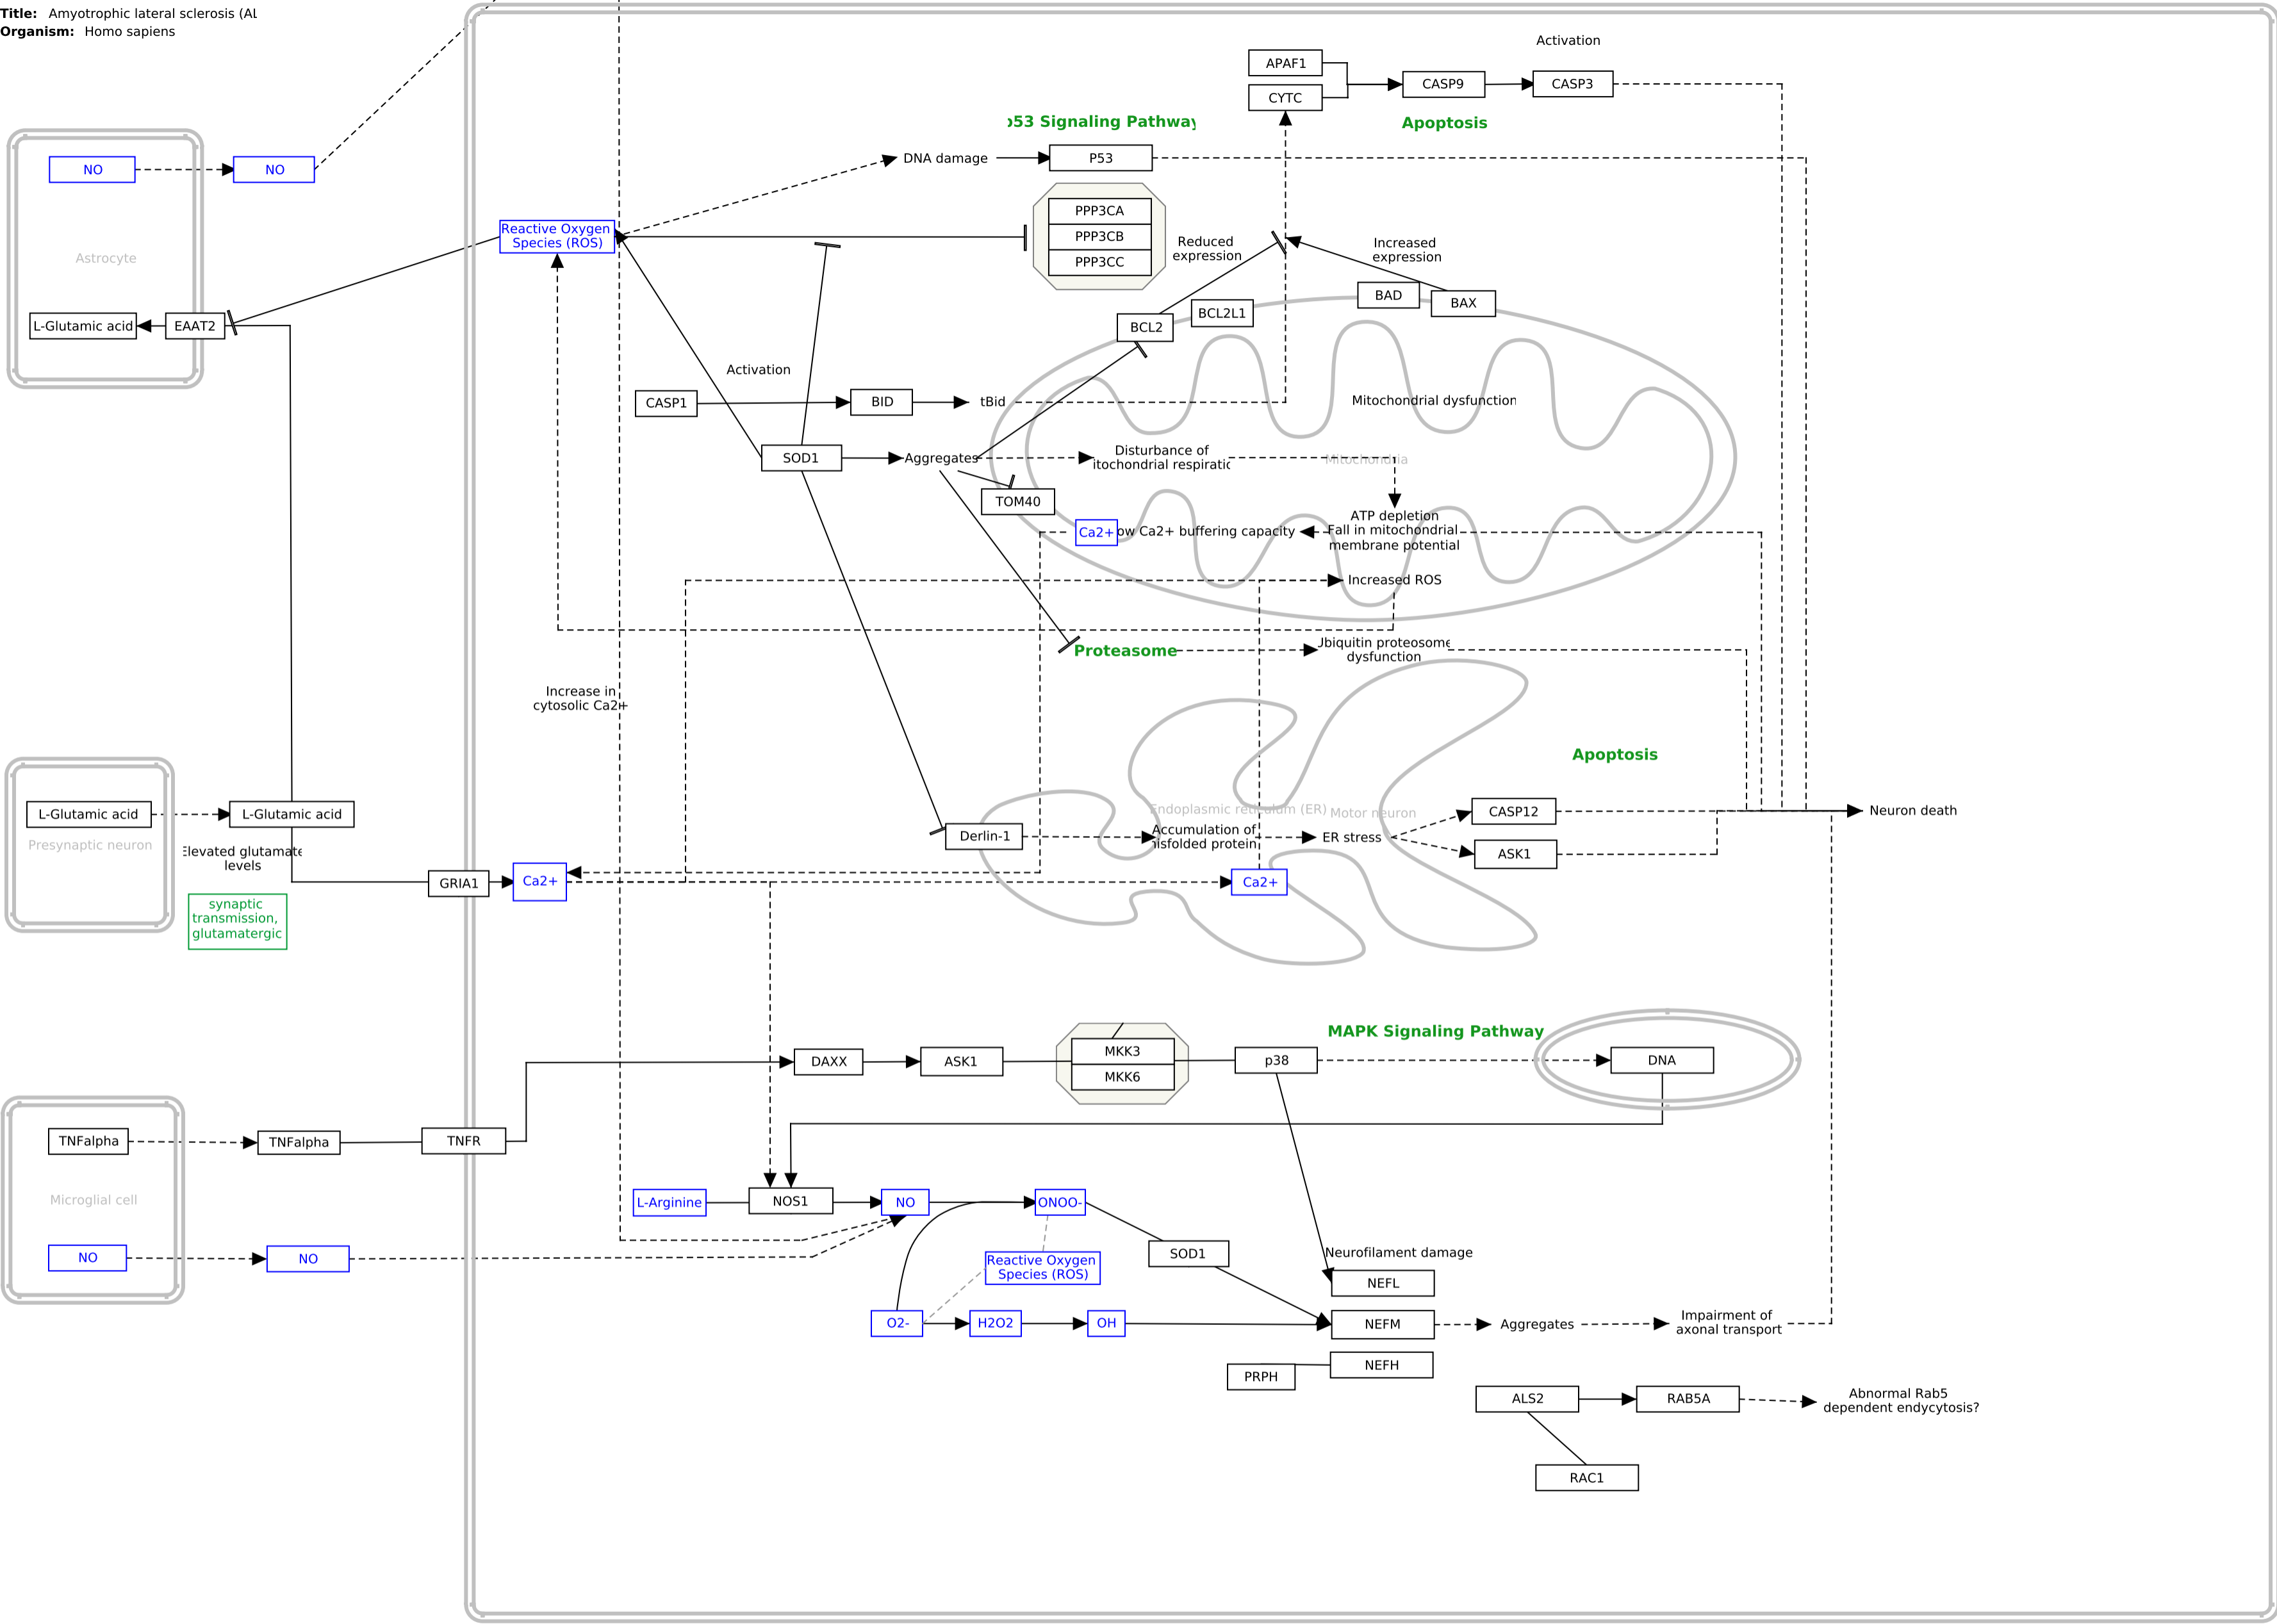 Title: Amyotrophic lateral sclerosis (AL
Organism: Homo sapiens
Activation
APAF1
CYTC
CASP9
CASP3
p53 Signaling Pathway
Apoptosis
NO
NO
DNA damage
P53
PPP3CA
PPP3CB
PPP3CC
Reactive Oxygen
Species (ROS)
Reduced
expression
Increased
expression
Astrocyte
BAD
BAX
BCL2L1
BCL2
L-Glutamic acid
EAAT2
Activation
CASP1
BID
tBid
Mitochondrial dysfunction
SOD1
Aggregates
Disturbance of
itochondrial respiratic
Mitochondria
TOM40
ATP depletion
Fall in mitochondrial
membrane potential
Ca2+
ow Ca2+ buffering capacity
Increased ROS
Proteasome
Ubiquitin proteosome
dysfunction
Increase in
cytosolic Ca2+
Apoptosis
L-Glutamic acid
L-Glutamic acid
Presynaptic neuron
Elevated glutamate
levels
Endoplasmic reticulum (ER)
Motor neuron
CASP12
Neuron death
Derlin-1
Accumulation of
isfolded protein
ER stress
ASK1
GRIA1
Ca2+
Ca2+
synaptic
transmission,
glutamatergic
MAPK Signaling Pathway
DAXX
ASK1
MKK3
MKK6
p38
DNA
TNFalpha
TNFalpha
TNFR
Microglial cell
L-Arginine
NOS1
NO
ONOO-
NO
NO
SOD1
Reactive Oxygen
Species (ROS)
Neurofilament damage
NEFL
O2-
H2O2
OH
NEFM
Aggregates
Impairment of
axonal transport
PRPH
NEFH
ALS2
RAB5A
Abnormal Rab5
dependent endycytosis?
RAC1